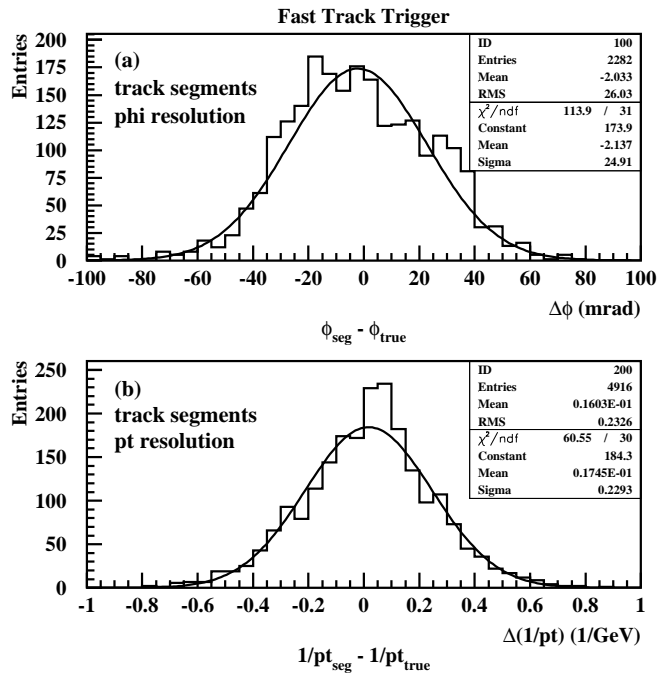 Fast Track Trigger
Entries
200
175
150
125
100
75
50
25
0
(a)
track segments
phi resolution
ID 100
Entries 2282
Mean -2.033
RMS 26.03
χ²/ndf 113.9 / 31
Constant 173.9
Mean -2.137
Sigma 24.91
-100 -80 -60 -40 -20 0 20 40 60 80 100
Δϕ (mrad)
ϕseg - ϕtrue
Entries
250
200
150
100
50
0
(b)
track segments
pt resolution
ID 200
Entries 4916
Mean 0.1603E-01
RMS 0.2326
χ²/ndf 60.55 / 30
Constant 184.3
Mean 0.1745E-01
Sigma 0.2293
-1 -0.8 -0.6 -0.4 -0.2 0 0.2 0.4 0.6 0.8 1
Δ(1/pt) (1/GeV)
1/ptseg - 1/pttrue